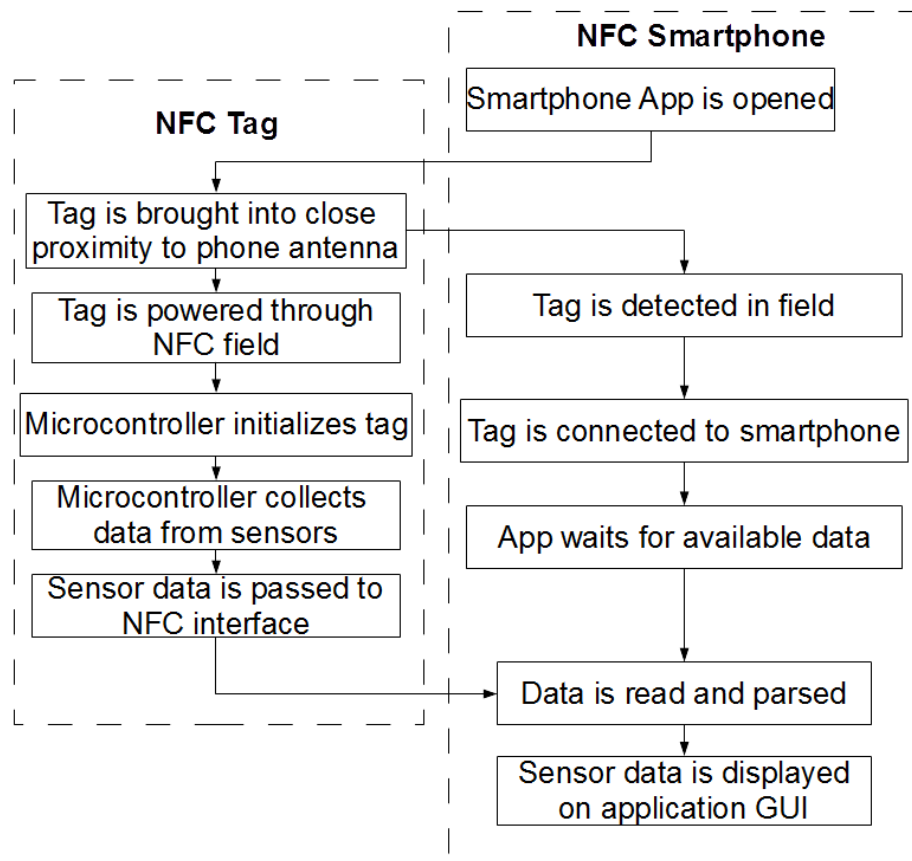 NFC Smartphone
Smartphone App is opened
NFC Tag
Tag is brought into close
proximity to phone antenna
Tag is powered through
NFC field
Microcontroller initializes tag
Microcontroller collects
data from sensors
Sensor data is passed to
NFC interface
Tag is detected in field
Tag is connected to smartphone
App waits for available data
Data is read and parsed
Sensor data is displayed
on application GUI